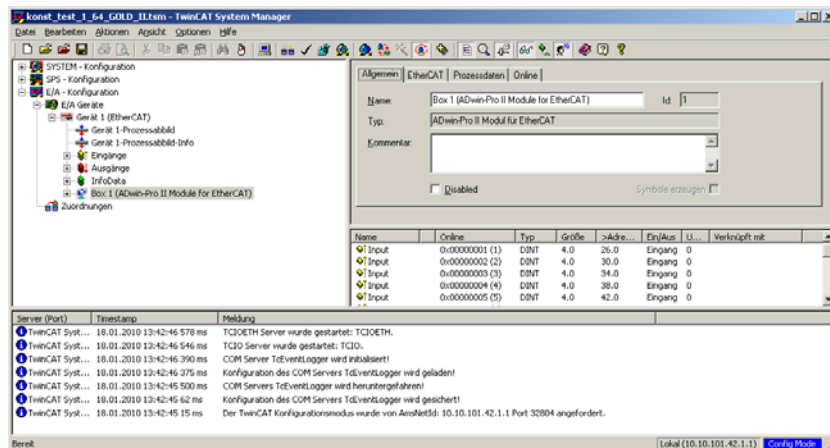 konst_test_1_64_GOLD_II.tsm - TwinCAT System Manager
Datei Bearbeiten Aktionen Ansicht Optionen Hilfe
SYSTEM - Konfiguration
SPS - Konfiguration
E/A - Konfiguration
E/A Geräte
Gerät 1 (EtherCAT)
Gerät 1-Prozessabbild
Gerät 1-Prozessabbild-Info
Eingänge
Ausgänge
InfoData
Box 1 (ADwin-Pro II Module for EtherCAT)
Zuordnungen
Allgemein EtherCAT Prozessdaten Online
Name: Box 1 (ADwin-Pro II Module for EtherCAT) Id: 1
Typ: ADwin-Pro II Modul für EtherCAT
Kommentar:
Disabled Symbole erzeugen
Name Online Typ Größe >Adre... Ein/Aus U... Verknüpft mit
Input 0x00000001 (1) DINT 4.0 26.0 Eingang 0
Input 0x00000002 (2) DINT 4.0 30.0 Eingang 0
Input 0x00000003 (3) DINT 4.0 34.0 Eingang 0
Input 0x00000004 (4) DINT 4.0 38.0 Eingang 0
Input 0x00000005 (5) DINT 4.0 42.0 Eingang 0
Server (Port) Timestamp Meldung
TwinCAT Syst... 18.01.2010 13:42:46 578 ms TCIOETH Server wurde gestartet: TCIOETH.
TwinCAT Syst... 18.01.2010 13:42:46 546 ms TCIO Server wurde gestartet: TCIO.
TwinCAT Syst... 18.01.2010 13:42:46 390 ms COM Server TcEventLogger wird initialisiert!
TwinCAT Syst... 18.01.2010 13:42:46 375 ms Konfiguration des COM Servers TcEventLogger wird geladen!
TwinCAT Syst... 18.01.2010 13:42:45 500 ms COM Servers TcEventLogger wird heruntergefahren!
TwinCAT Syst... 18.01.2010 13:42:45 62 ms Konfiguration des COM Servers TcEventLogger wird gesichert!
TwinCAT Syst... 18.01.2010 13:42:45 15 ms Der TwinCAT Konfigurationsmodus wurde von AmsNetId: 10.10.101.42.1.1 Port 32804 angefordert.
Bereit Lokal (10.10.101.42.1.1) Config Mode